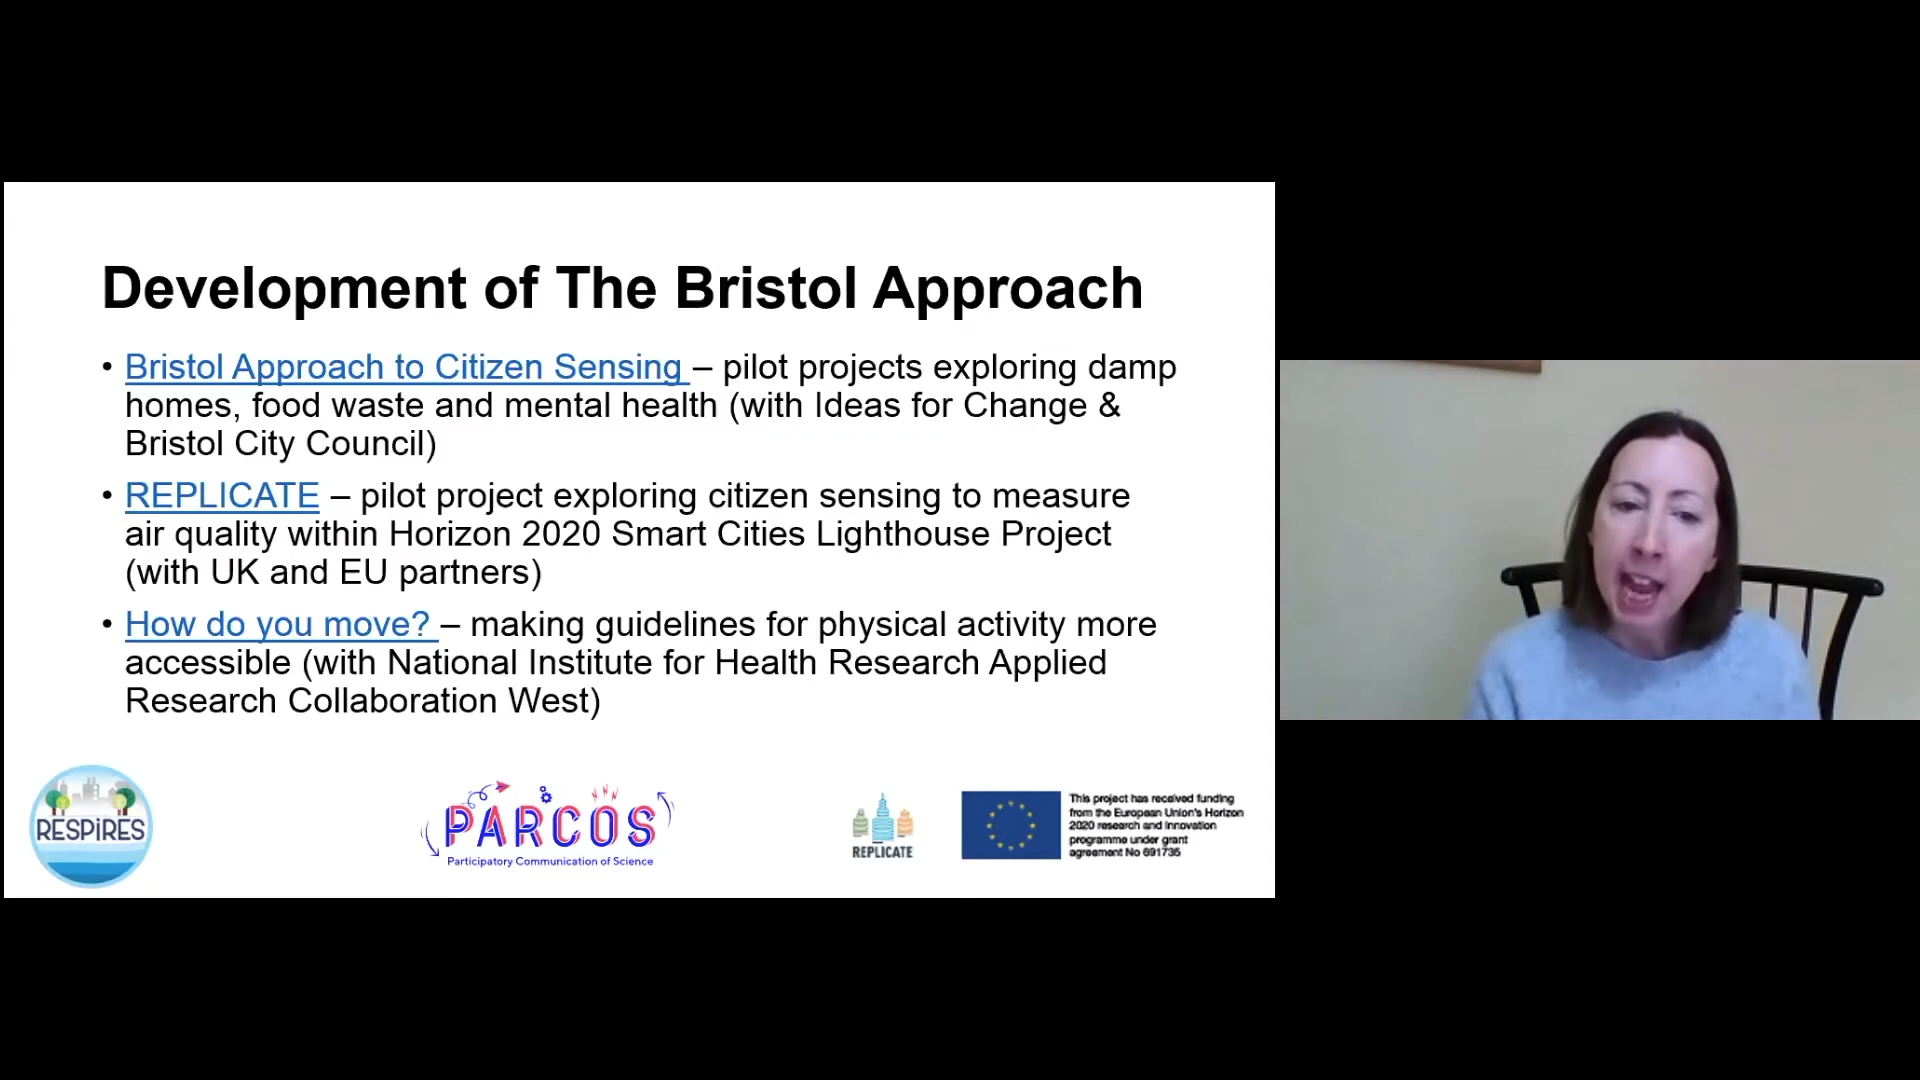 Development of The Bristol Approach
• Bristol Approach to Citizen Sensing – pilot projects exploring damp
homes, food waste and mental health (with Ideas for Change &
Bristol City Council)
• REPLICATE – pilot project exploring citizen sensing to measure
air quality within Horizon 2020 Smart Cities Lighthouse Project
(with UK and EU partners)
• How do you move? – making guidelines for physical activity more
accessible (with National Institute for Health Research Applied
Research Collaboration West)
RESPiRES
PARCOS
Participatory Communication of Science
REPLICATE
This project has received funding
from the European Union's Horizon
2020 research and innovation
programme under grant
agreement No 691735